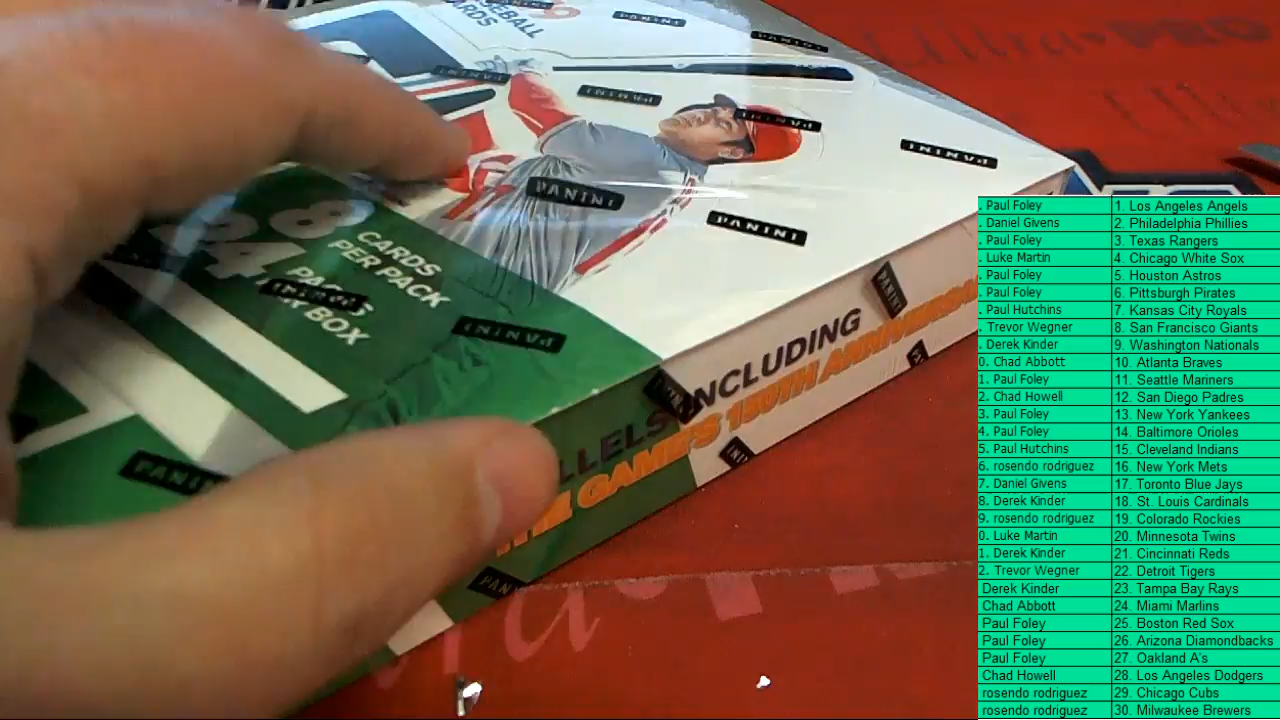 BASEBALL
CARDS
8 CARDS
PER PACK
24 PACKS
PER BOX
PANINI
PANINI
PANINI
PANINI
PANINI
PANINI
PANINI
PANINI
PANINI
PANINI
INCLUDING
THE GAME'S 150TH
Ultra PRO
. Paul Foley 1. Los Angeles Angels
. Daniel Givens 2. Philadelphia Phillies
. Paul Foley 3. Texas Rangers
. Luke Martin 4. Chicago White Sox
. Paul Foley 5. Houston Astros
. Paul Foley 6. Pittsburgh Pirates
. Paul Hutchins 7. Kansas City Royals
. Trevor Wegner 8. San Francisco Giants
. Derek Kinder 9. Washington Nationals
0. Chad Abbott 10. Atlanta Braves
1. Paul Foley 11. Seattle Mariners
2. Chad Howell 12. San Diego Padres
3. Paul Foley 13. New York Yankees
4. Paul Foley 14. Baltimore Orioles
5. Paul Hutchins 15. Cleveland Indians
6. rosendo rodriguez 16. New York Mets
7. Daniel Givens 17. Toronto Blue Jays
8. Derek Kinder 18. St. Louis Cardinals
9. rosendo rodriguez 19. Colorado Rockies
0. Luke Martin 20. Minnesota Twins
1. Derek Kinder 21. Cincinnati Reds
2. Trevor Wegner 22. Detroit Tigers
Derek Kinder 23. Tampa Bay Rays
Chad Abbott 24. Miami Marlins
Paul Foley 25. Boston Red Sox
Paul Foley 26. Arizona Diamondbacks
Paul Foley 27. Oakland A's
Chad Howell 28. Los Angeles Dodgers
rosendo rodriguez 29. Chicago Cubs
rosendo rodriguez 30. Milwaukee Brewers